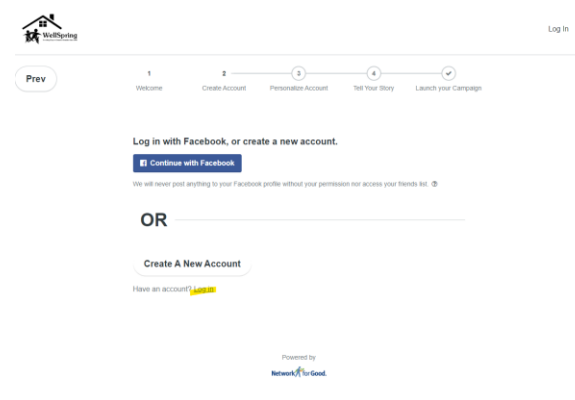 WellSpring
Log In
Prev
1 2 3 4
Welcome Create Account Personalize Account Tell Your Story Launch your Campaign
Log in with Facebook, or create a new account.
Continue with Facebook
We will never post anything to your Facebook profile without your permission nor access your friends list.
OR
Create A New Account
Have an account? Log in
Powered by
Network for Good.